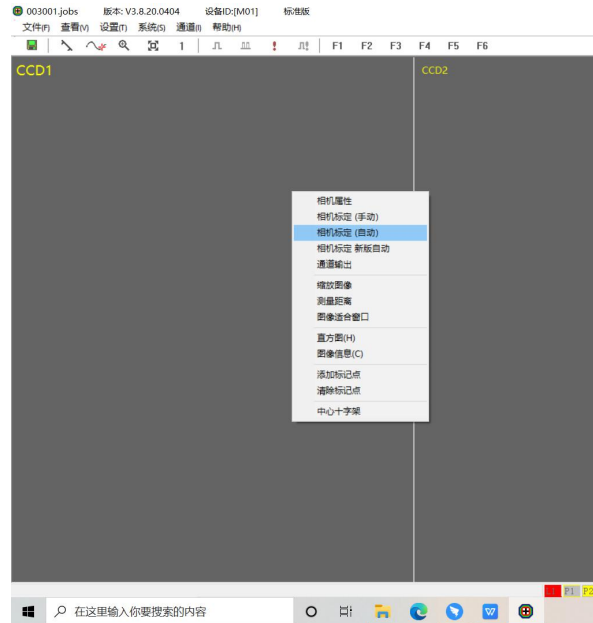 003001.jobs 版本: V3.8.20.0404 设备ID:[M01] 标准版
文件(F) 查看(V) 设置(T) 系统(S) 通道(I) 帮助(H)
1 F1 F2 F3 F4 F5 F6
CCD1 CCD2
相机属性
相机标定 (手动)
相机标定 (自动)
相机标定 新版自动
通道输出
缩放图像
测量距离
图像适合窗口
直方图(H)
图像信息(C)
添加标记点
清除标记点
中心十字架
P1 P2
在这里输入你要搜索的内容